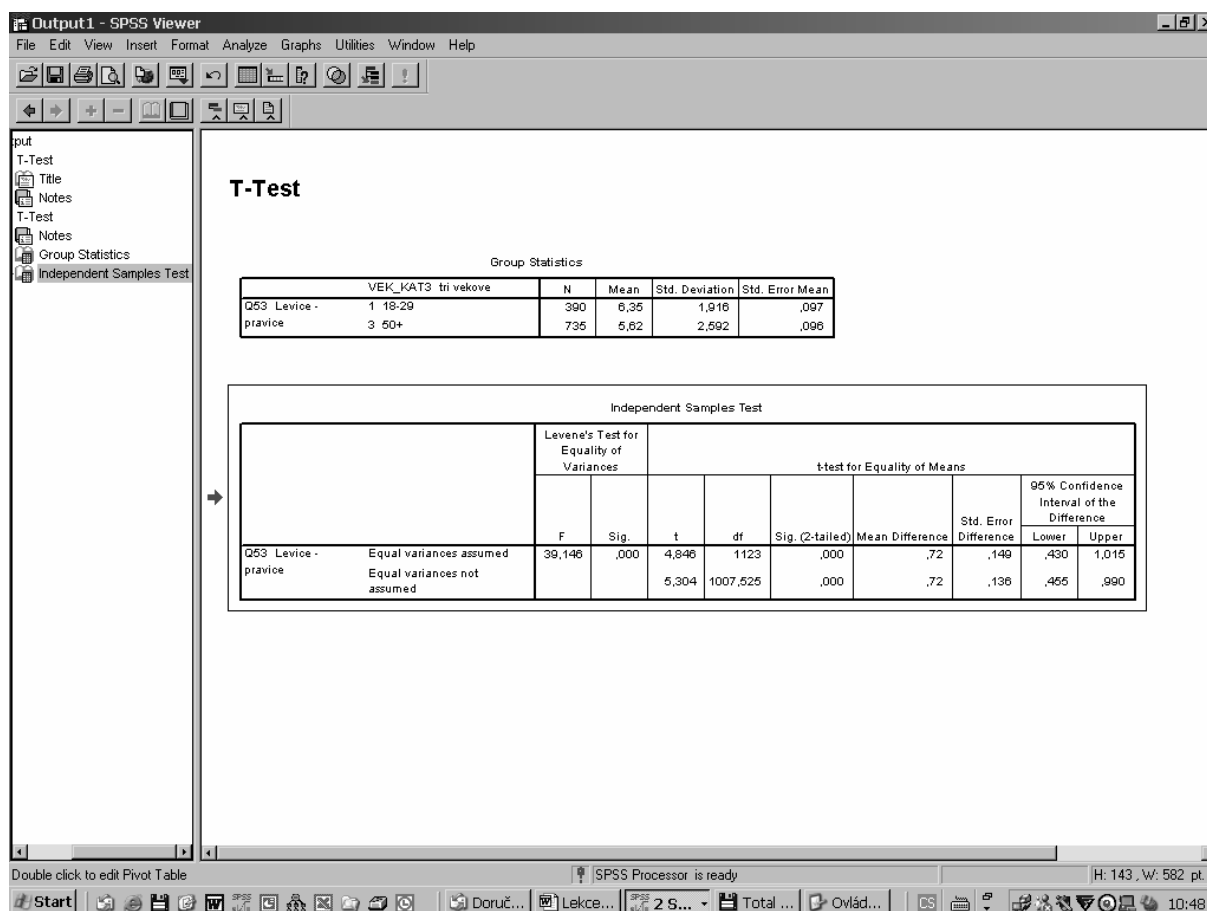 Output1 - SPSS Viewer
File Edit View Insert Format Analyze Graphs Utilities Window Help
put
T-Test
Title
Notes
T-Test
Notes
Group Statistics
Independent Samples Test
T-Test
Group Statistics
VEK_KAT3 tri vekove N Mean Std. Deviation Std. Error Mean
Q53 Levice - 1 18-29 390 6,35 1,916 ,097
pravice 3 50+ 735 5,62 2,592 ,096
Independent Samples Test
Levene's Test for
Equality of
Variances t-test for Equality of Means
95% Confidence
Interval of the
Std. Error Difference
F Sig. t df Sig. (2-tailed) Mean Difference Difference Lower Upper
Q53 Levice - Equal variances assumed 39,146 ,000 4,846 1123 ,000 ,72 ,149 ,430 1,015
pravice Equal variances not
assumed 5,304 1007,525 ,000 ,72 ,136 ,455 ,990
Double click to edit Pivot Table SPSS Processor is ready H: 143 , W: 582 pt.
Start Doruč... Lekce... 2 S... Total ... Ovlád... CS 10:48